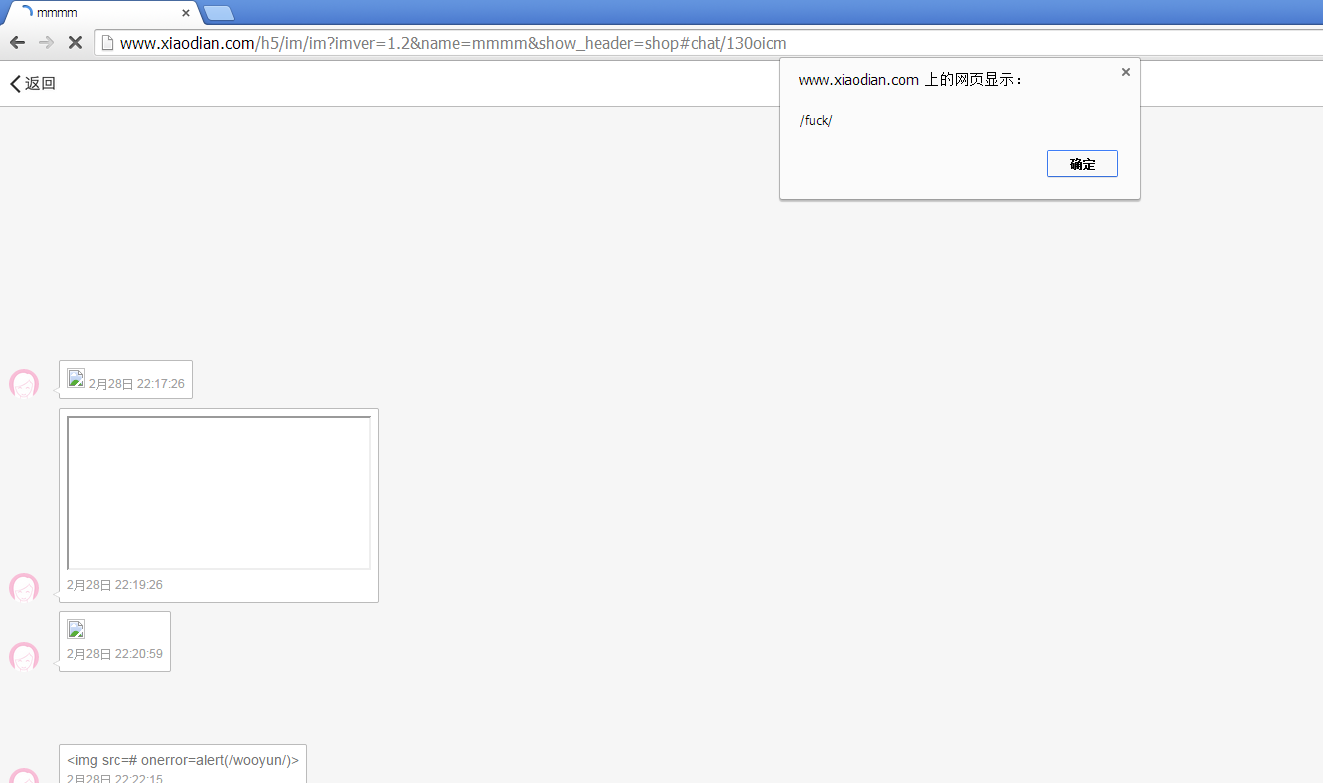 mmmm
www.xiaodian.com/h5/im/im?imver=1.2&name=mmmm&show_header=shop#chat/130oicm
返回
www.xiaodian.com 上的网页显示：
/fuck/
确定
2月28日 22:17:26
2月28日 22:19:26
2月28日 22:20:59
<img src=# onerror=alert(/wooyun/)>
2月28日 22:22:15